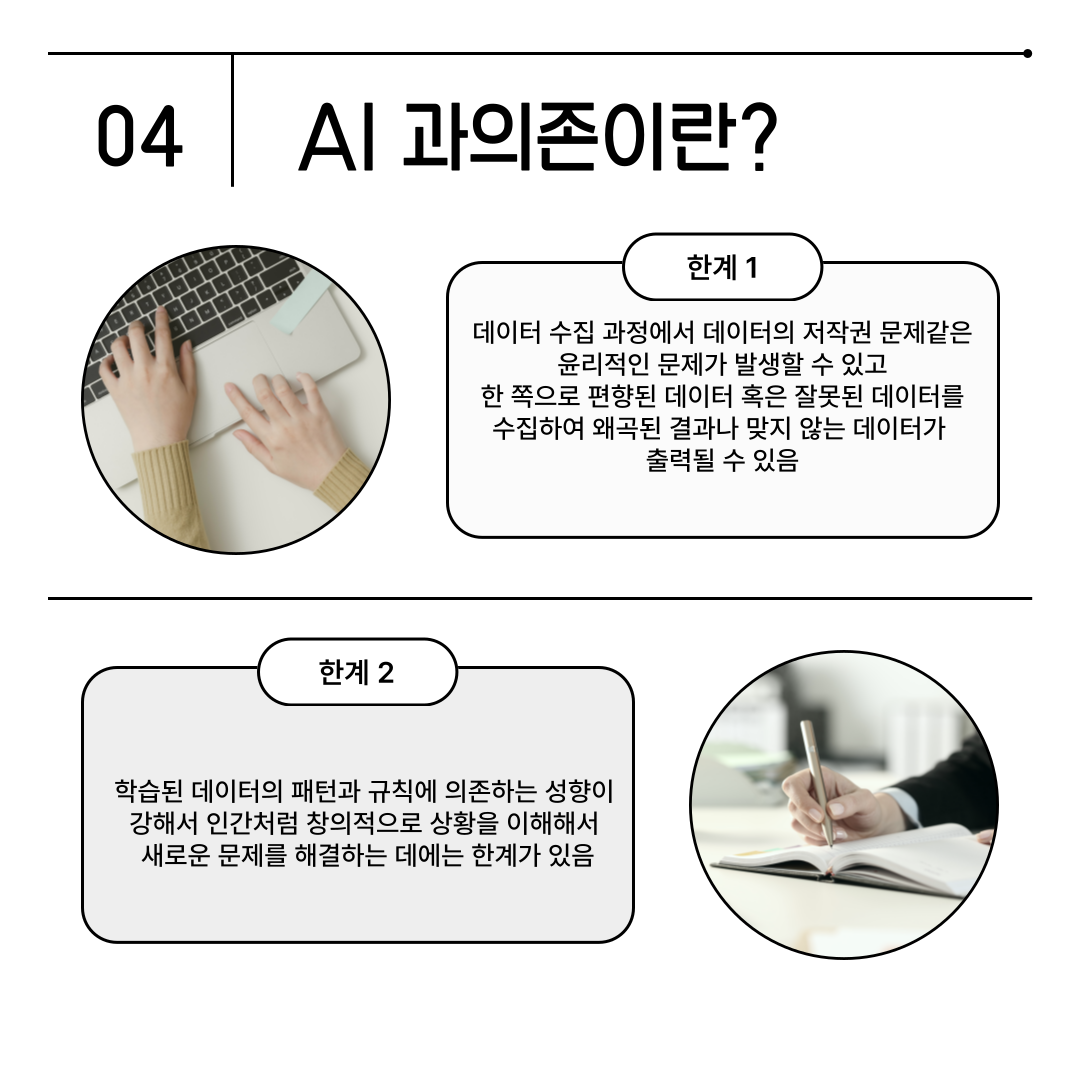 04
AI 과의존이란?
한계 1
데이터 수집 과정에서 데이터의 저작권 문제같은
윤리적인 문제가 발생할 수 있고
한 쪽으로 편향된 데이터 혹은 잘못된 데이터를
수집하여 왜곡된 결과나 맞지 않는 데이터가
출력될 수 있음
한계 2
학습된 데이터의 패턴과 규칙에 의존하는 성향이
강해서 인간처럼 창의적으로 상황을 이해해서
새로운 문제를 해결하는 데에는 한계가 있음